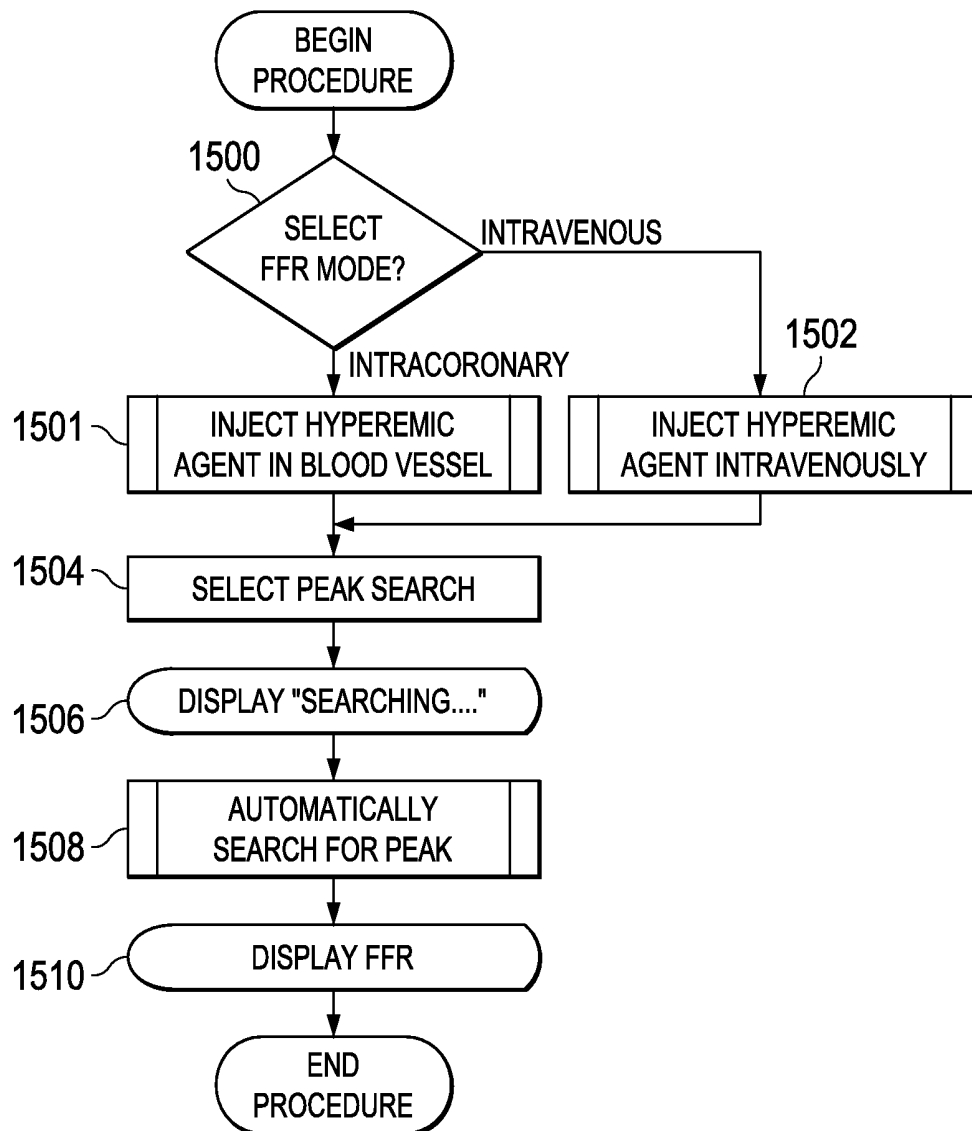 BEGIN
PROCEDURE
1500
SELECT
FFR MODE?
INTRAVENOUS
INTRACORONARY
1502
1501
INJECT HYPEREMIC
AGENT IN BLOOD VESSEL
INJECT HYPEREMIC
AGENT INTRAVENOUSLY
1504
SELECT PEAK SEARCH
1506
DISPLAY "SEARCHING...."
1508
AUTOMATICALLY
SEARCH FOR PEAK
1510
DISPLAY FFR
END
PROCEDURE